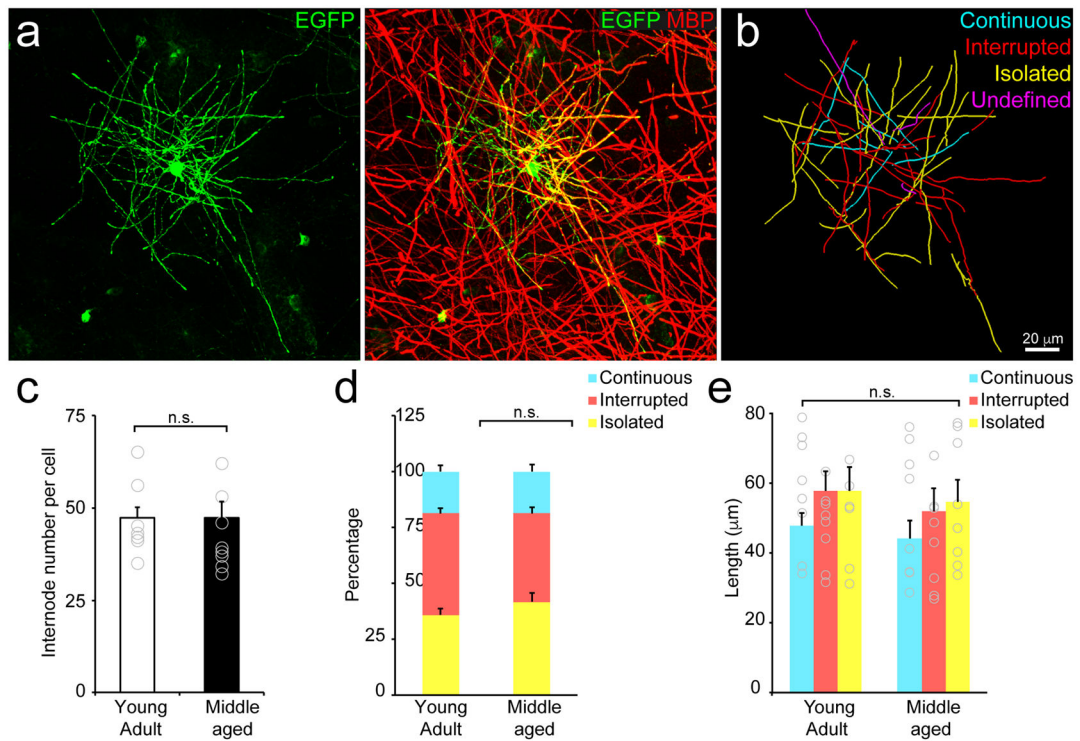 a
EGFP
EGFP MBP
b
Continuous
Interrupted
Isolated
Undefined
20 μm
c
75
50
25
0
Internode number per cell
n.s.
Young
Adult
Middle
aged
d
Continuous
Interrupted
Isolated
125
100
75
50
25
0
Percentage
n.s.
Young
Adult
Middle
aged
e
Continuous
Interrupted
Isolated
80
60
40
20
0
Length (μm)
n.s.
Young
Adult
Middle
aged